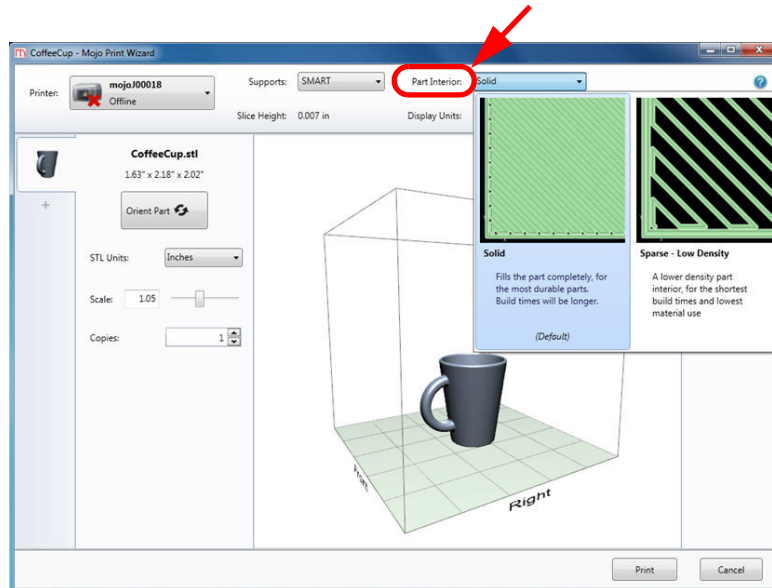 CoffeeCup - Mojo Print Wizard
Printer:
mojoJ00018
Offline
Supports: SMART
Part Interior: Solid
Slice Height: 0.007 in
Display Units:
CoffeeCup.stl
1.63" x 2.18" x 2.02"
Orient Part
STL Units: Inches
Scale: 1.05
Copies: 1
Solid
Fills the part completely, for
the most durable parts.
Build times will be longer.
(Default)
Sparse - Low Density
A lower density part
interior, for the shortest
build times and lowest
material use
Front
Right
Print
Cancel